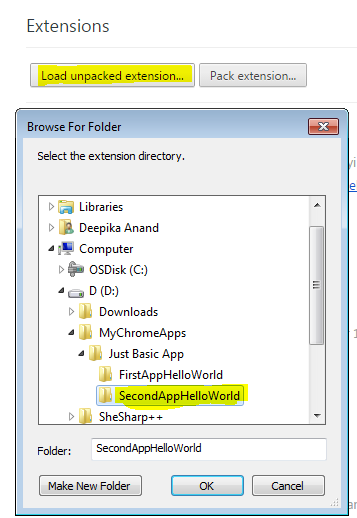 Extensions
Load unpacked extension... Pack extension...
Browse For Folder
Select the extension directory.
Libraries
Deepika Anand
Computer
OSDisk (C:)
D (D:)
Downloads
MyChromeApps
Just Basic App
FirstAppHelloWorld
SecondAppHelloWorld
SheSharp++
Folder: SecondAppHelloWorld
Make New Folder OK Cancel